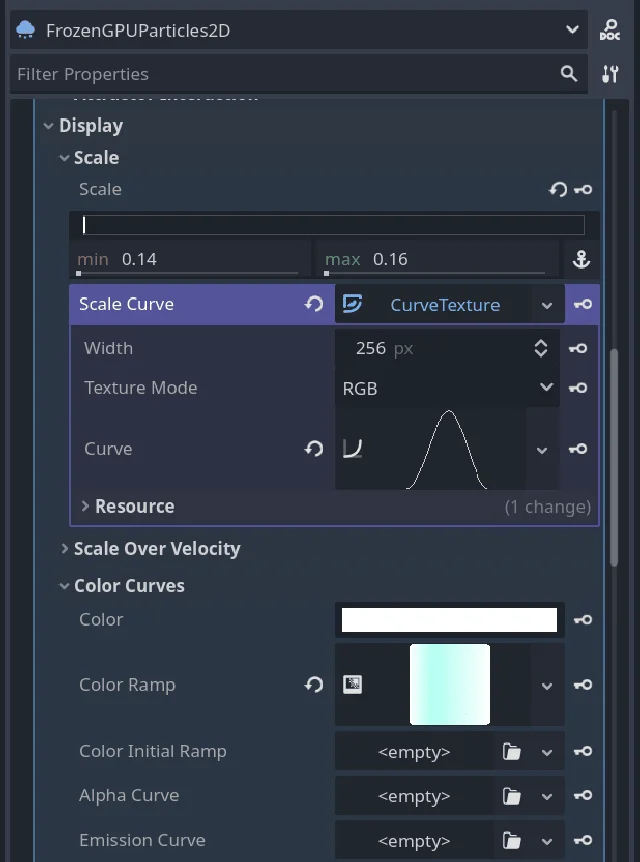 FrozenGPUParticles2D
DOC
Filter Properties
Display
Scale
Scale
min 0.14 max 0.16
Scale Curve CurveTexture
Width 256 px
Texture Mode RGB
Curve
Resource (1 change)
Scale Over Velocity
Color Curves
Color
Color Ramp
Color Initial Ramp <empty>
Alpha Curve <empty>
Emission Curve <empty>